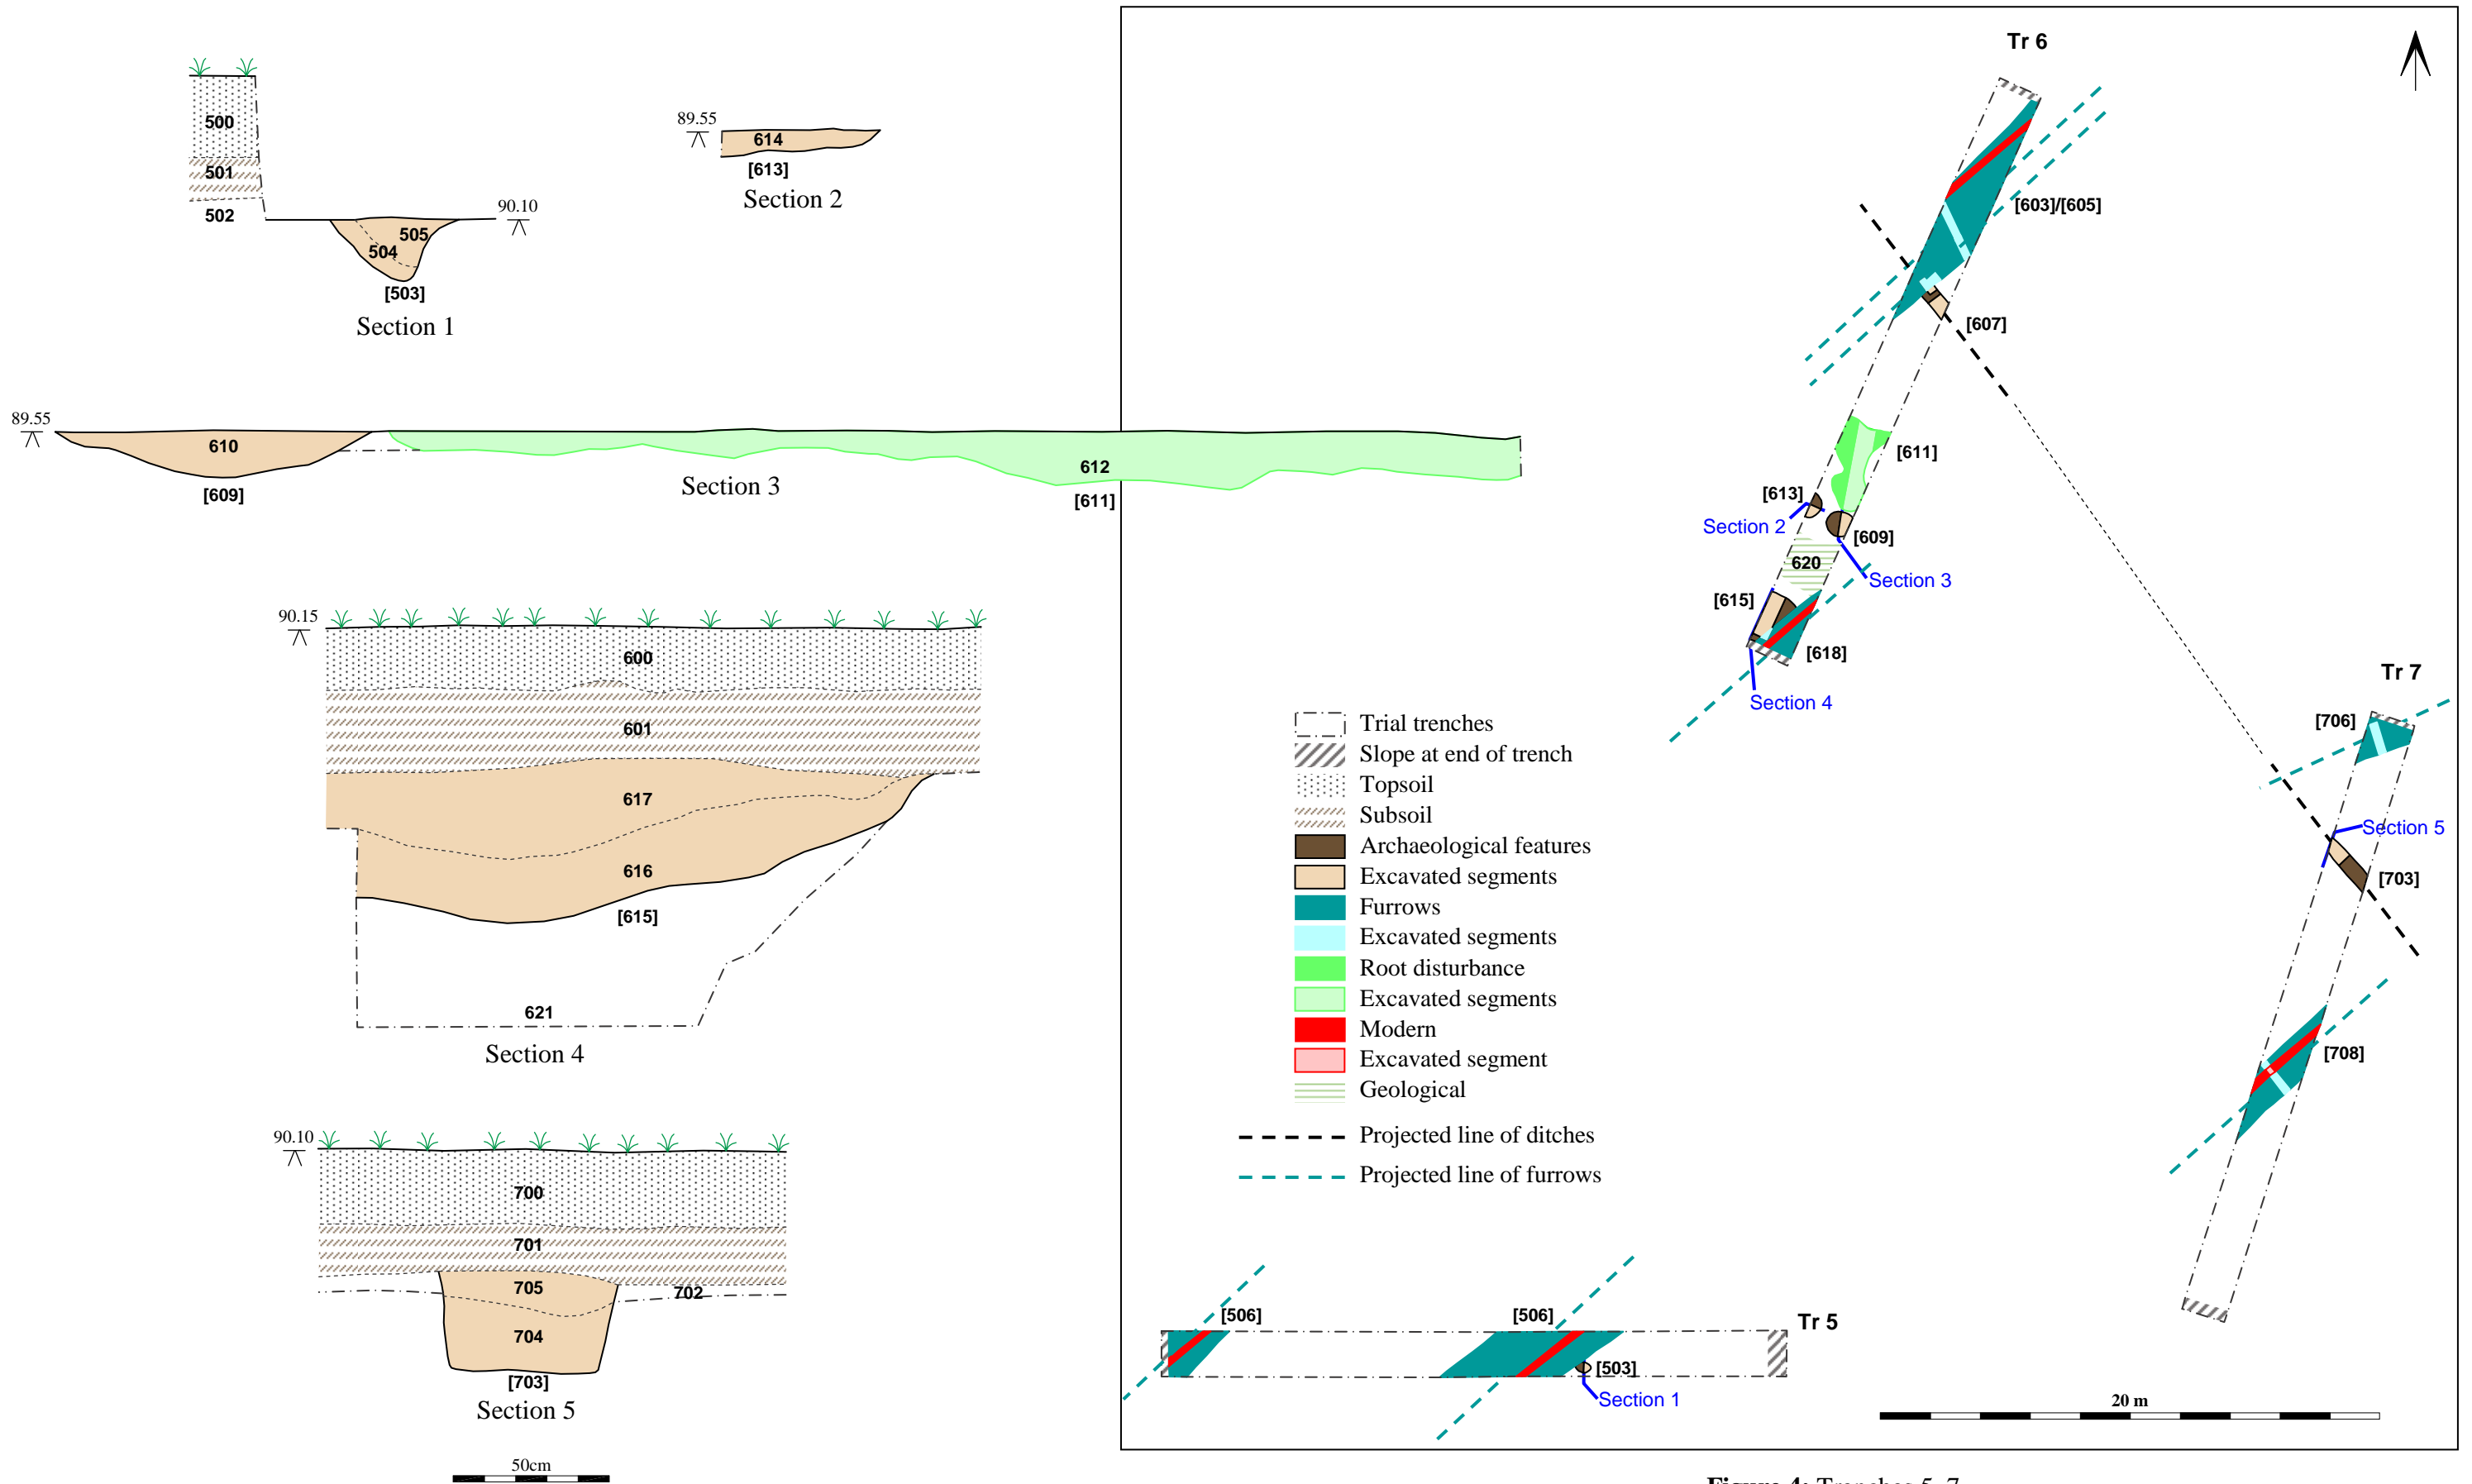 500
501
502
90.10
505
504
[503]
Section 1
89.55
614
[613]
Section 2
89.55
610
[609]
Section 3
612
[611]
90.15
600
601
617
616
[615]
621
Section 4
90.10
700
701
705
702
704
[703]
Section 5
50cm
Tr 6
[603]/[605]
[607]
[611]
[613]
Section 2
[609]
620
Section 3
[615]
[618]
Section 4
Tr 7
[706]
Section 5
[703]
[708]
Trial trenches
Slope at end of trench
Topsoil
Subsoil
Archaeological features
Excavated segments
Furrows
Excavated segments
Root disturbance
Excavated segments
Modern
Excavated segment
Geological
Projected line of ditches
Projected line of furrows
[506]
[506]
Tr 5
[503]
Section 1
20 m
Figure 4: Trenches 5-7